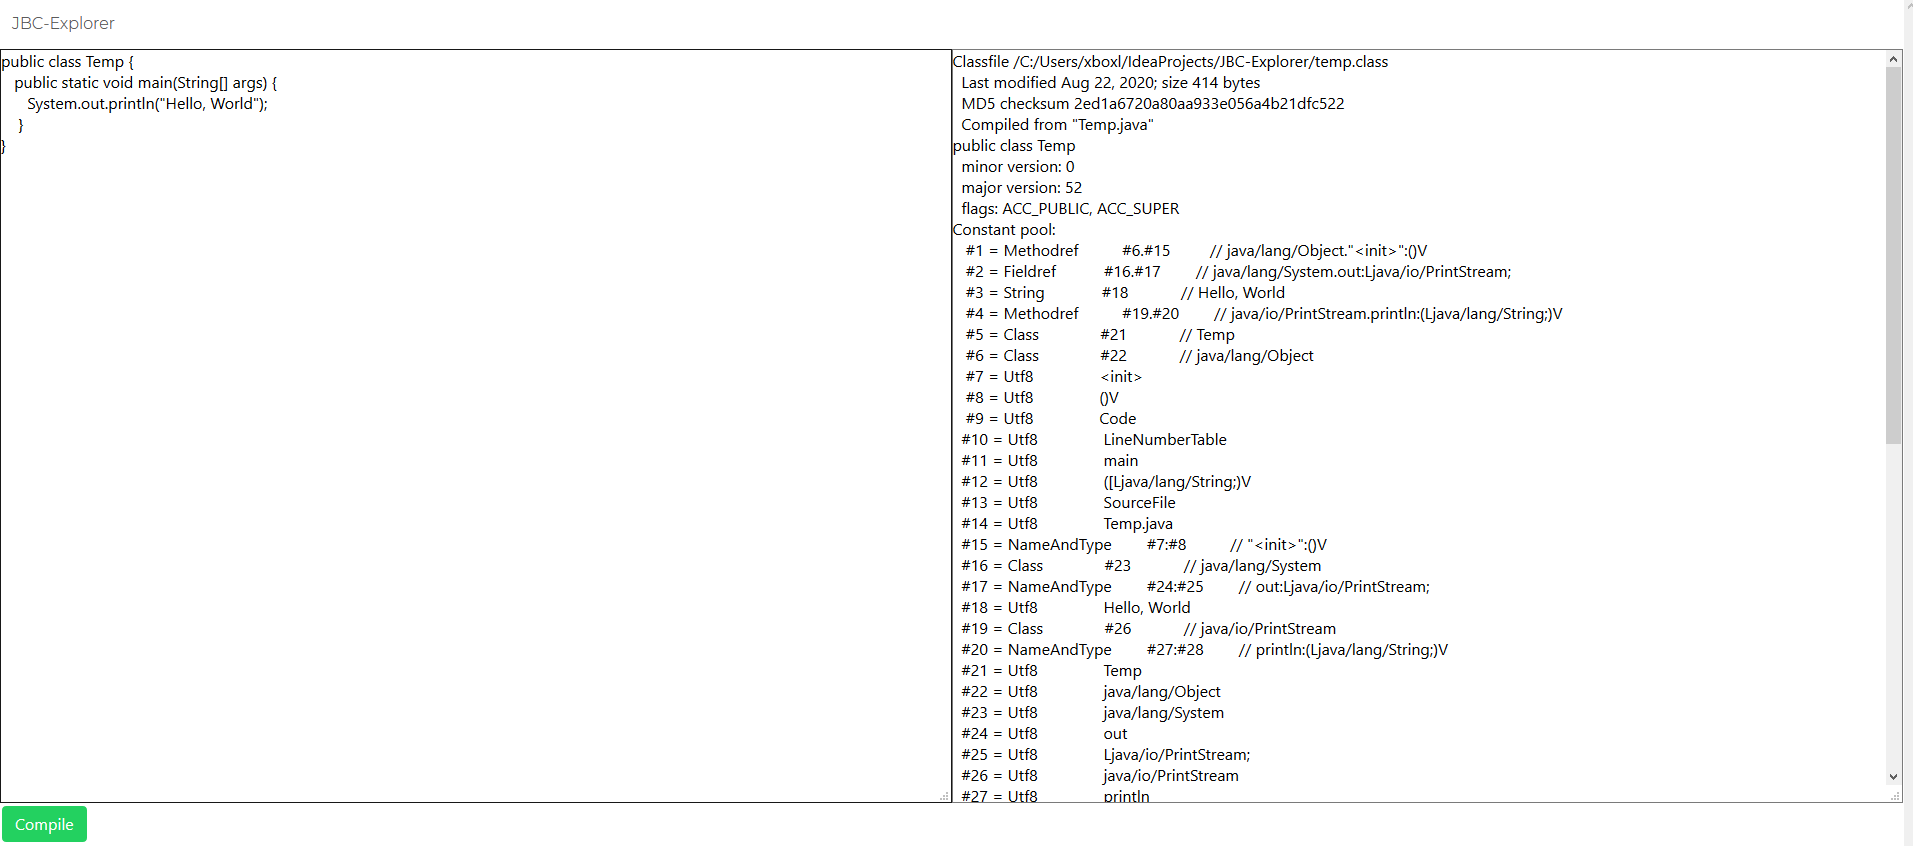 JBC-Explorer
public class Temp {
public static void main(String[] args) {
System.out.println("Hello, World");
}
}
Classfile /C:/Users/xboxl/IdeaProjects/JBC-Explorer/temp.class
Last modified Aug 22, 2020; size 414 bytes
MD5 checksum 2ed1a6720a80aa933e056a4b21dfc522
Compiled from "Temp.java"
public class Temp
minor version: 0
major version: 52
flags: ACC_PUBLIC, ACC_SUPER
Constant pool:
#1 = Methodref #6.#15 // java/lang/Object."<init>":()V
#2 = Fieldref #16.#17 // java/lang/System.out:Ljava/io/PrintStream;
#3 = String #18 // Hello, World
#4 = Methodref #19.#20 // java/io/PrintStream.println:(Ljava/lang/String;)V
#5 = Class #21 // Temp
#6 = Class #22 // java/lang/Object
#7 = Utf8 <init>
#8 = Utf8 ()V
#9 = Utf8 Code
#10 = Utf8 LineNumberTable
#11 = Utf8 main
#12 = Utf8 ([Ljava/lang/String;)V
#13 = Utf8 SourceFile
#14 = Utf8 Temp.java
#15 = NameAndType #7:#8 // "<init>":()V
#16 = Class #23 // java/lang/System
#17 = NameAndType #24:#25 // out:Ljava/io/PrintStream;
#18 = Utf8 Hello, World
#19 = Class #26 // java/io/PrintStream
#20 = NameAndType #27:#28 // println:(Ljava/lang/String;)V
#21 = Utf8 Temp
#22 = Utf8 java/lang/Object
#23 = Utf8 java/lang/System
#24 = Utf8 out
#25 = Utf8 Ljava/io/PrintStream;
#26 = Utf8 java/io/PrintStream
#27 = Utf8 println
Compile